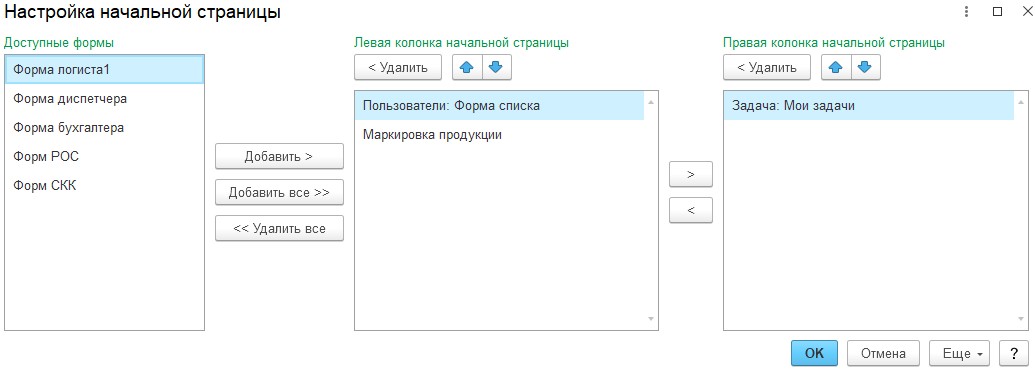 Настройка начальной страницы
Доступные формы
Форма логиста1
Форма диспетчера
Форма бухгалтера
Форм РОС
Форм СКК
Добавить >
Добавить все >>
<< Удалить все
Левая колонка начальной страницы
< Удалить
Пользователи: Форма списка
Маркировка продукции
>
<
Правая колонка начальной страницы
< Удалить
Задача: Мои задачи
OK
Отмена
Еще
?